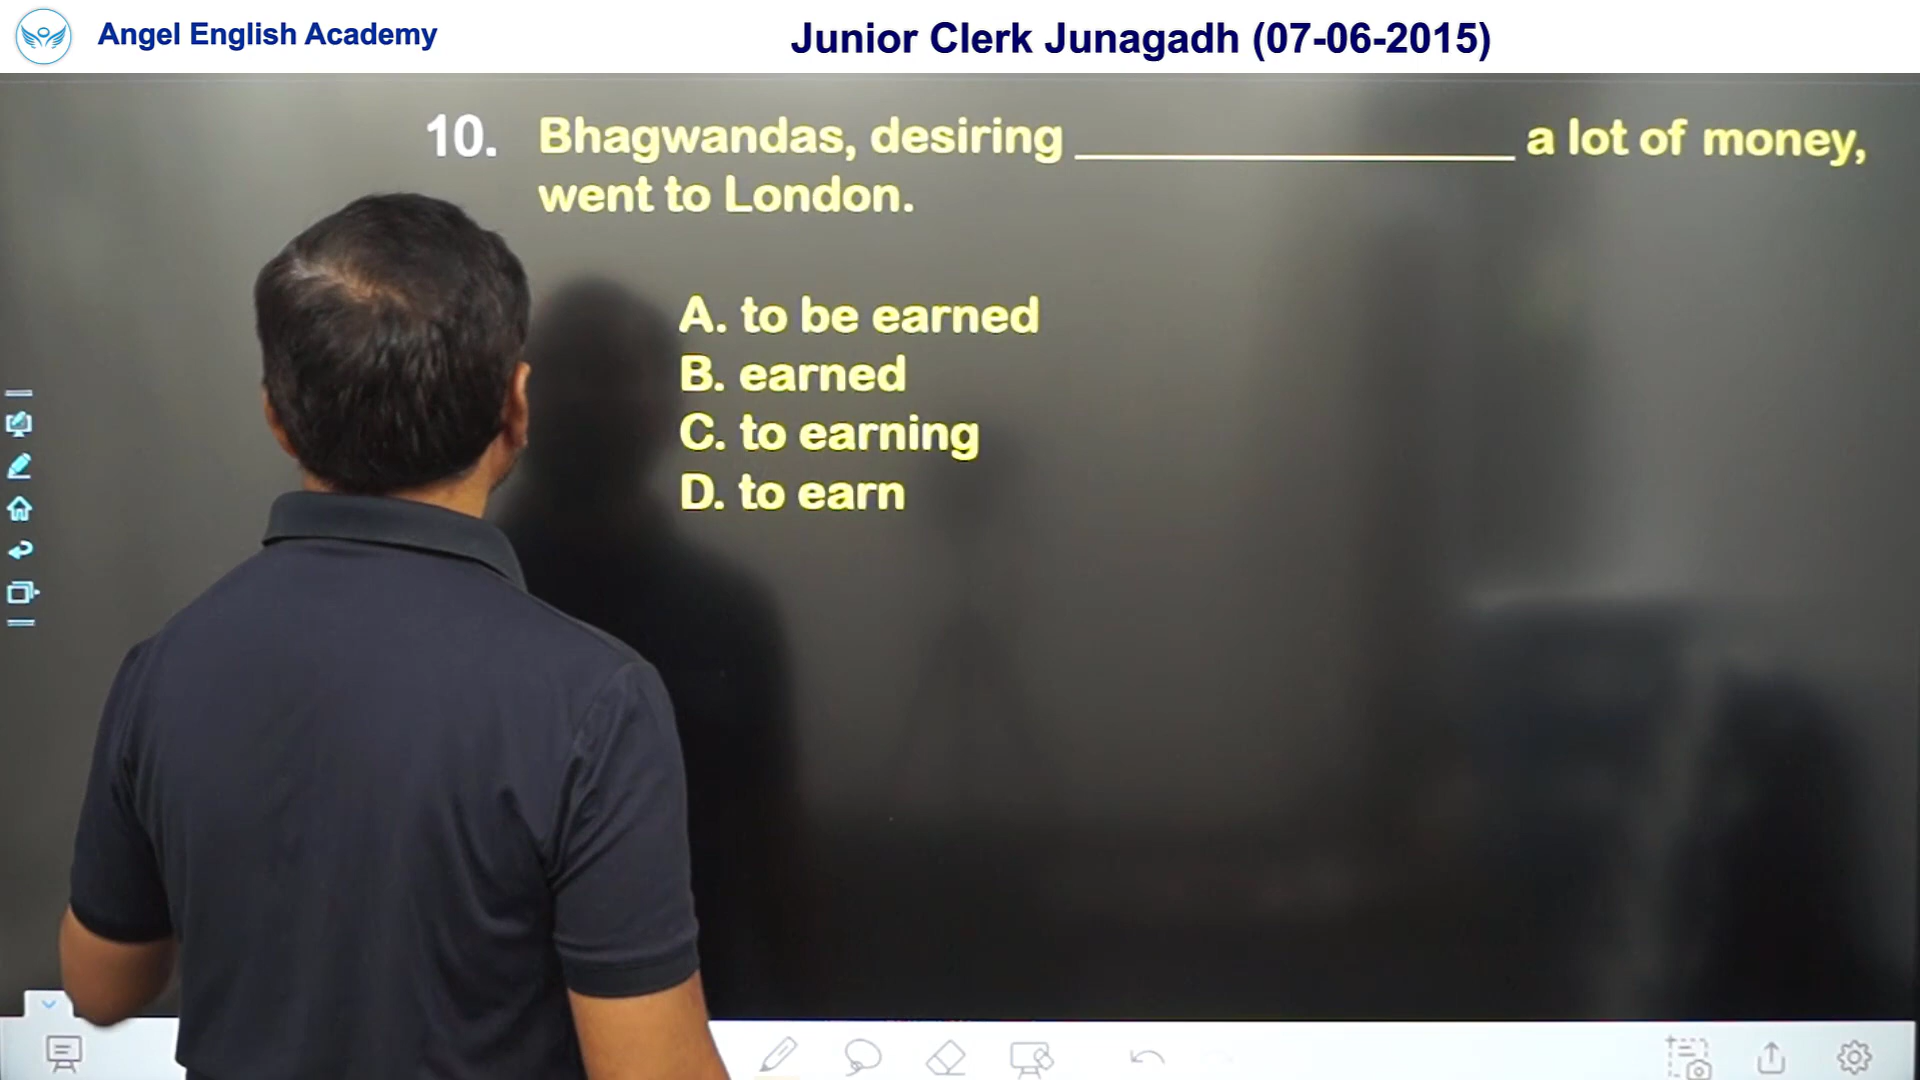 Angel English Academy
Junior Clerk Junagadh (07-06-2015)
10. Bhagwandas, desiring ____________ a lot of money,
went to London.
A. to be earned
B. earned
C. to earning
D. to earn